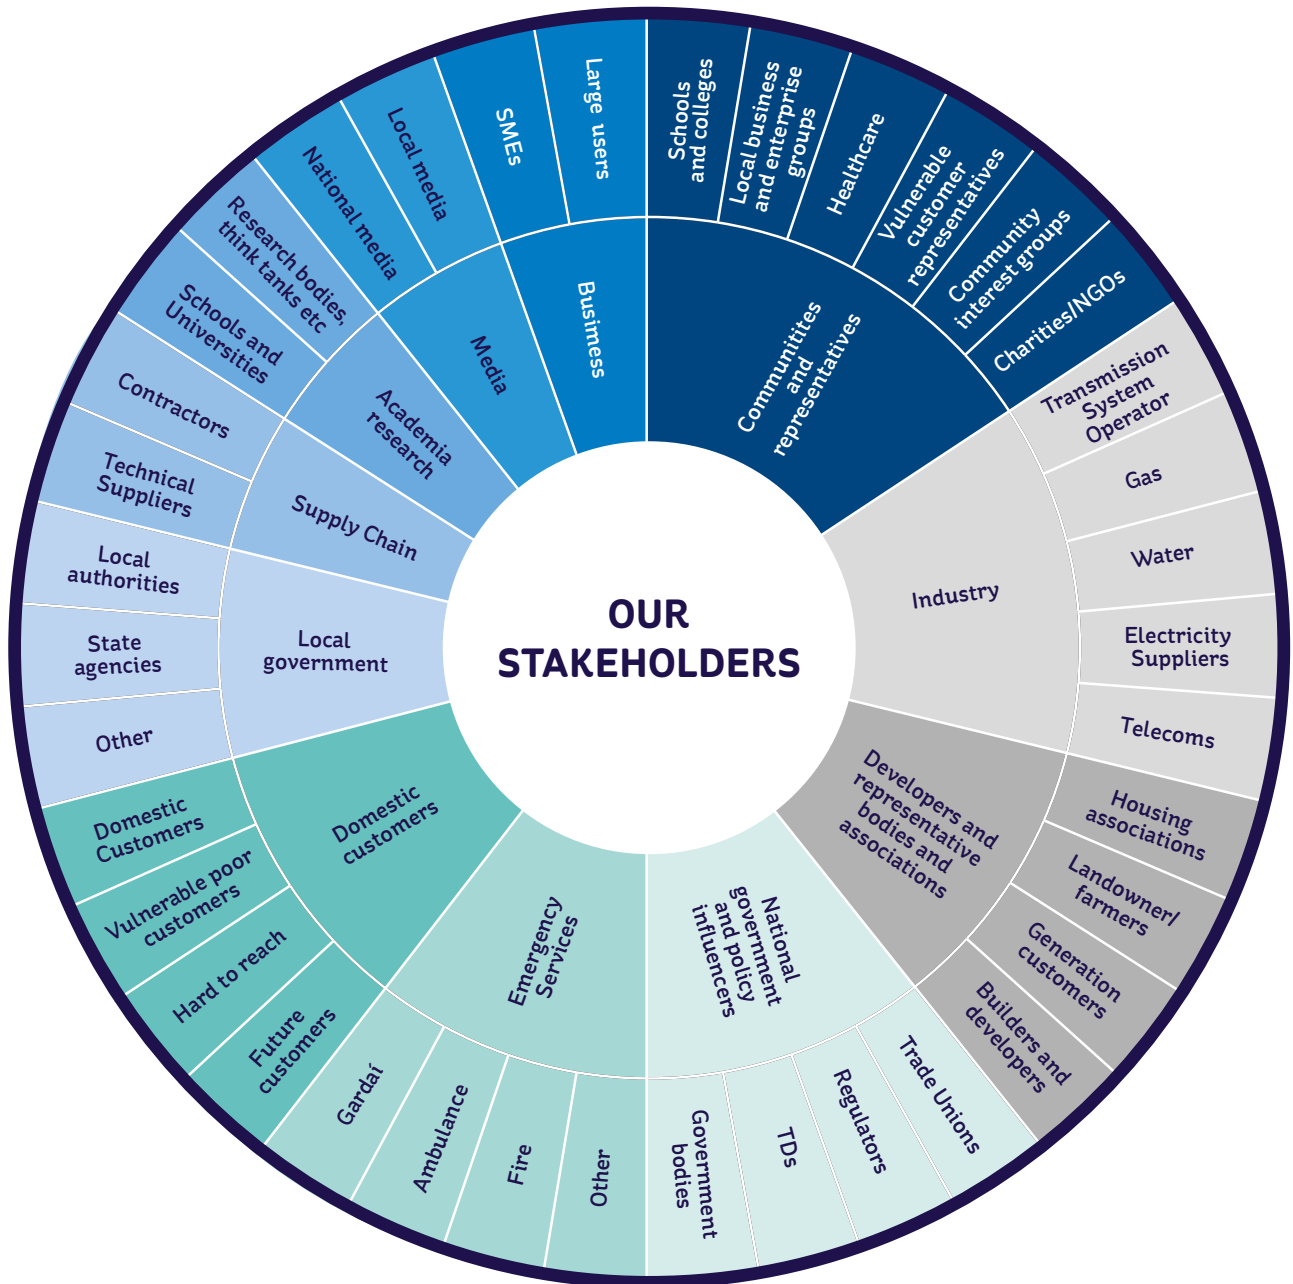 OUR
STAKEHOLDERS
Communitites
and
representatives
Schools
and colleges
Local business
and enterprise
groups
Healthcare
Vulnerable
customer
representatives
Community
interest groups
Charities/NGOs
Industry
Transmission
System
Operator
Gas
Water
Electricity
Suppliers
Telecoms
Developers and
representative
bodies and
associations
Housing
associations
Landowner/
farmers
Generation
customers
Builders and
developers
National
government
and policy
influencers
Trade Unions
Regulators
TDs
Government
bodies
Emergency
Services
Other
Fire
Ambulance
Gardaí
Domestic
customers
Future
customers
Hard to reach
Vulnerable poor
customers
Domestic
Customers
Local
government
Other
State
agencies
Local
authorities
Supply Chain
Technical
Suppliers
Contractors
Academia
research
Schools and
Universities
Research bodies,
think tanks etc
Media
National media
Local media
Busimess
SMEs
Large users